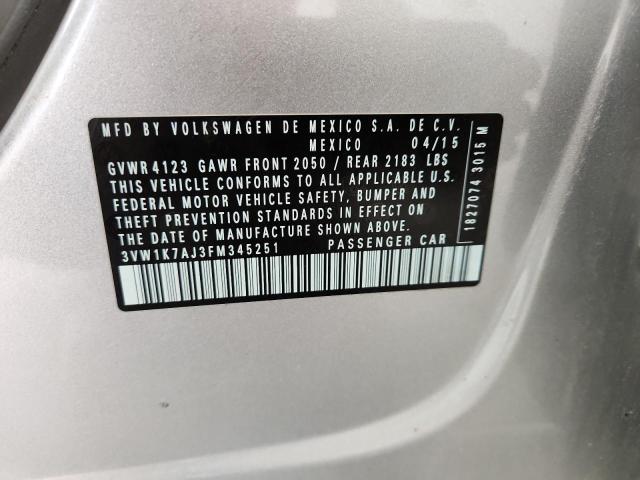 MFD BY VOLKSWAGEN DE MEXICO S.A. DE C.V.
MEXICO 04/15
GVWR 4123 GAWR FRONT 2050 / REAR 2183 LBS
THIS VEHICLE CONFORMS TO ALL APPLICABLE U.S.
FEDERAL MOTOR VEHICLE SAFETY, BUMPER AND
THEFT PREVENTION STANDARDS IN EFFECT ON
THE DATE OF MANUFACTURE SHOWN ABOVE.
3VW1K7AJ3FM345251 PASSENGER CAR
1827074 3015 M